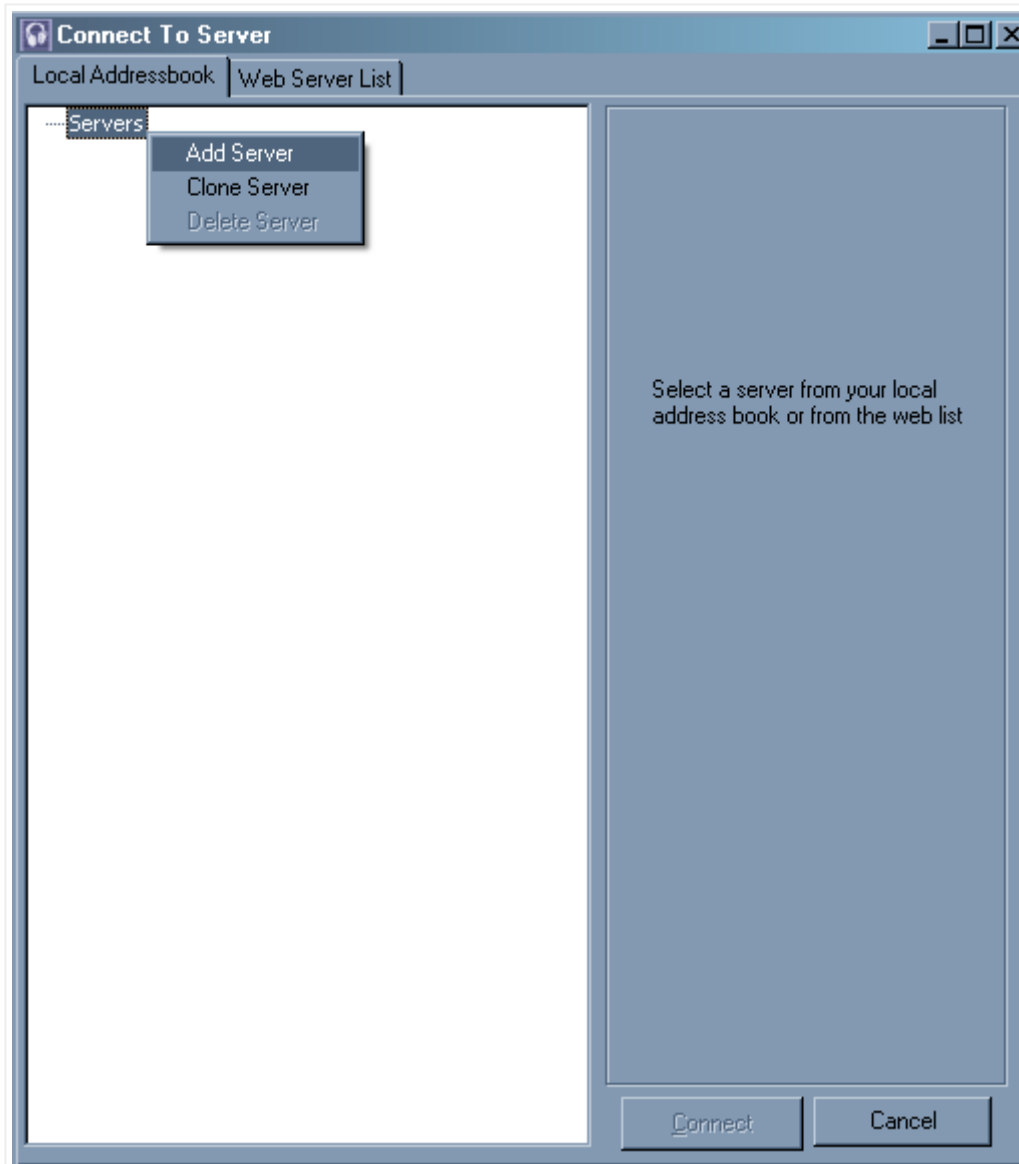 Connect To Server
Local Addressbook
Web Server List
Servers
Add Server
Clone Server
Delete Server
Select a server from your local
address book or from the web list
Connect
Cancel